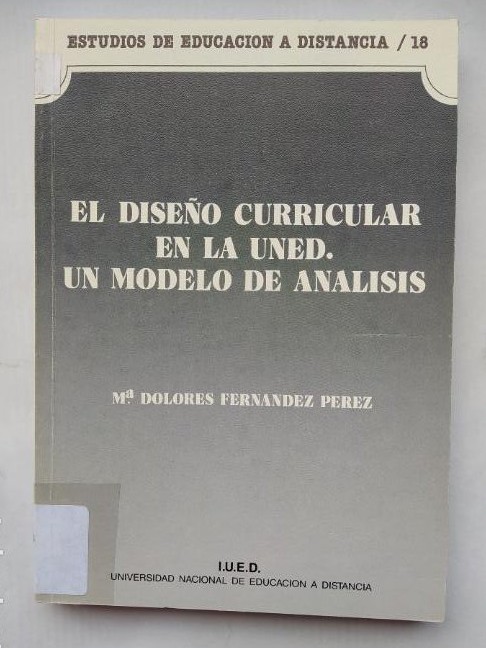 ESTUDIOS DE EDUCACION A DISTANCIA / 18
EL DISEÑO CURRICULAR
EN LA UNED.
UN MODELO DE ANALISIS
Mª DOLORES FERNANDEZ PEREZ
I.U.E.D.
UNIVERSIDAD NACIONAL DE EDUCACION A DISTANCIA